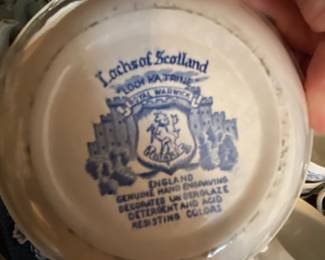 Lochs of Scotland
"LOCH KATRINE"
ROYAL WARWICK
ENGLAND
GENUINE HAND ENGRAVING
DECORATED UNDERGLAZE
DETERGENT AND ACID
RESISTING COLORS